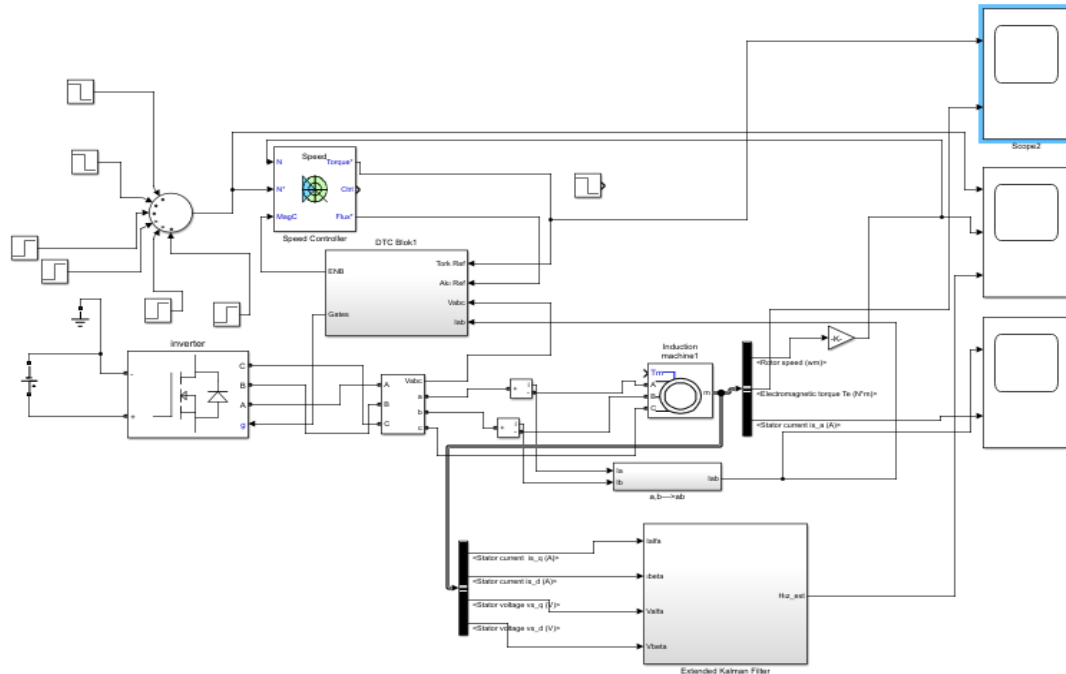 Scope2
N
Speed
Torque*
N*
Ctrl
MagC
Flux*
Speed Controller
DTC Blok1
Tork Ref
ENB
Akı Ref
Vabc
Gates
Iab
inverter
-
+
C
B
A
g
A
B
C
Vabc
a
b
c
+
i
-
+
i
-
Induction
machine1
Tm
A
B
C
m
-K-
<Rotor speed (wm)>
<Electromagnetic torque Te (N*m)>
<Stator current is_a (A)>
Ia
Ib
Iab
a,b--->ab
<Stator current is_q (A)>
<Stator current is_d (A)>
<Stator voltage vs_q (V)>
<Stator voltage vs_d (V)>
Ialfa
ibeta
Valfa
Vbeta
Hız_est
Extended Kalman Filter